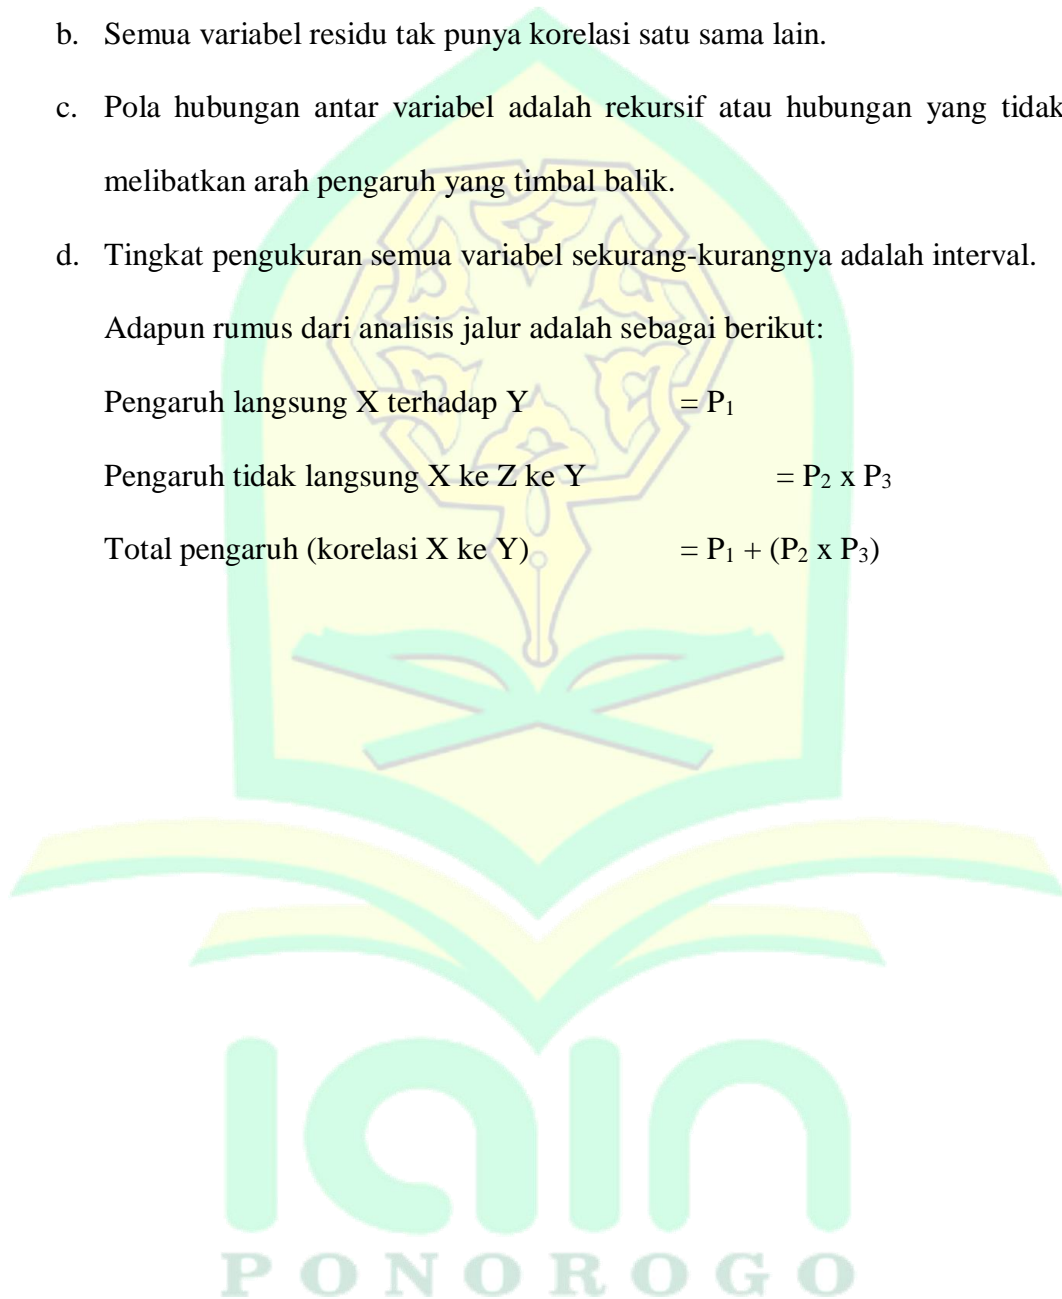 b. Semua variabel residu tak punya korelasi satu sama lain.
c. Pola hubungan antar variabel adalah rekursif atau hubungan yang tidak
melibatkan arah pengaruh yang timbal balik.
d. Tingkat pengukuran semua variabel sekurang-kurangnya adalah interval.
Adapun rumus dari analisis jalur adalah sebagai berikut:
Pengaruh langsung X terhadap Y = P₁
Pengaruh tidak langsung X ke Z ke Y = P₂ x P₃
Total pengaruh (korelasi X ke Y) = P₁ + (P₂ x P₃)
iain
PONOROGO